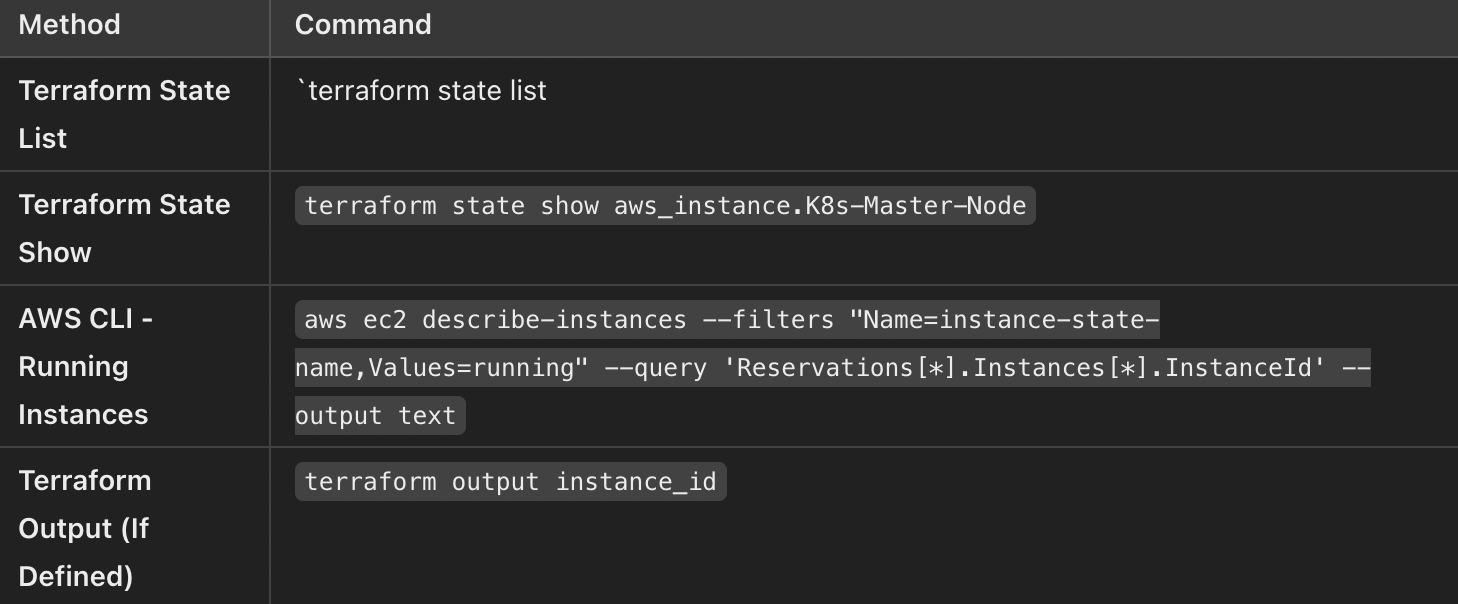 Method Command
Terraform State `terraform state list
List
Terraform State terraform state show aws_instance.K8s-Master-Node
Show
AWS CLI - aws ec2 describe-instances --filters "Name=instance-state-
Running name,Values=running" --query 'Reservations[*].Instances[*].InstanceId' --
Instances output text
Terraform terraform output instance_id
Output (If
Defined)